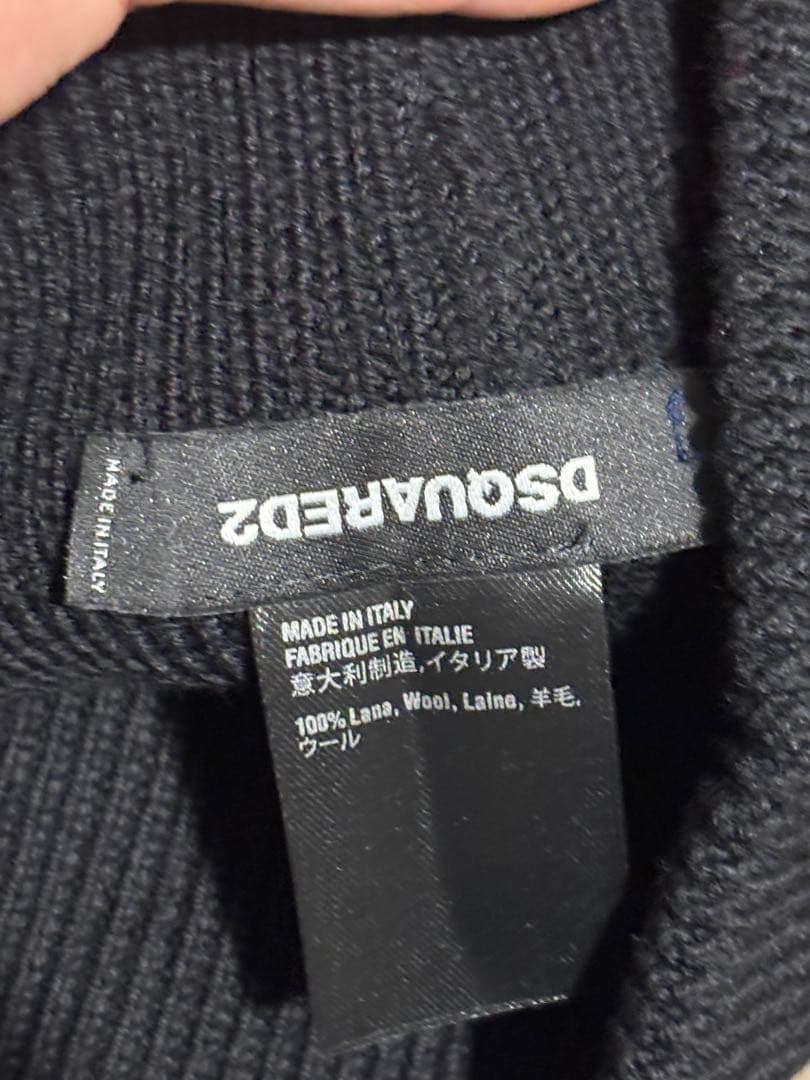 DSQUARED2
MADE IN ITALY
MADE IN ITALY
FABRIQUE EN ITALIE
意大利制造,イタリア製
100% Lana, Wool, Laine, 羊毛,
ウール